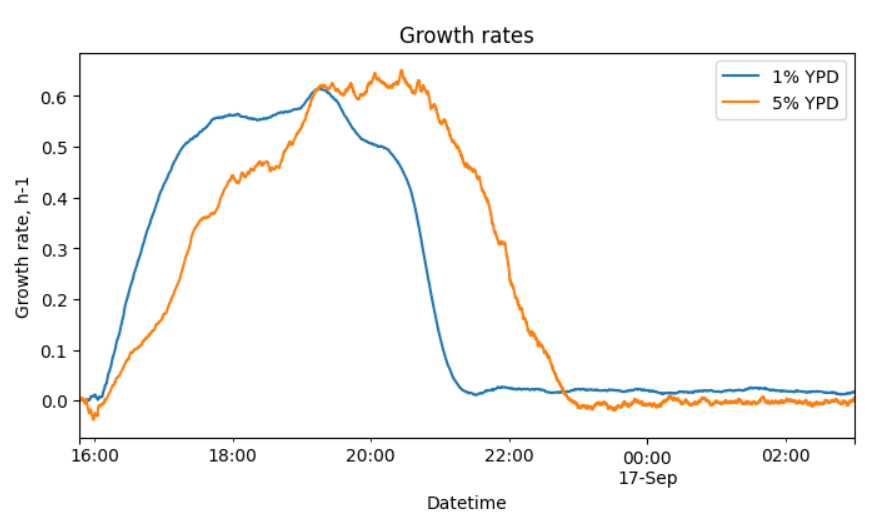 Growth rates
1% YPD
5% YPD
Growth rate, h-1
0.6
0.5
0.4
0.3
0.2
0.1
0.0
16:00 18:00 20:00 22:00 00:00 02:00
17-Sep
Datetime